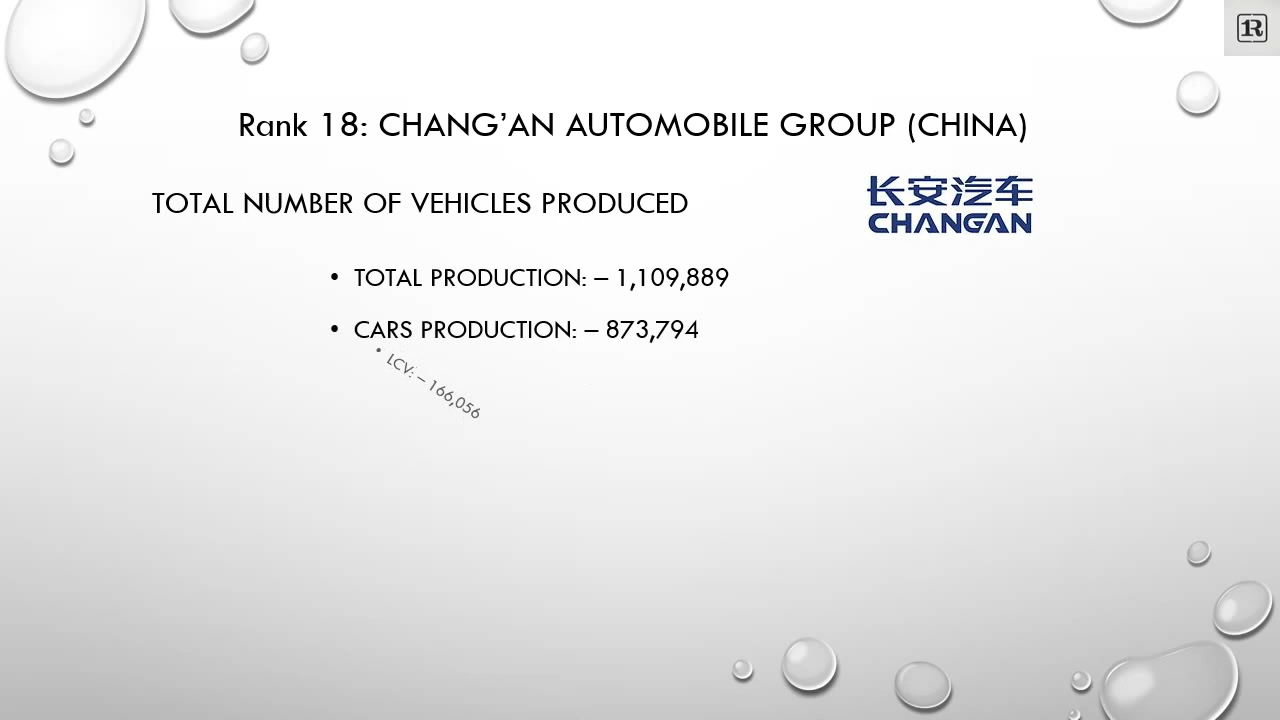 Rank 18: CHANG’AN AUTOMOBILE GROUP (CHINA)
TOTAL NUMBER OF VEHICLES PRODUCED
长安汽车
CHANGAN
• TOTAL PRODUCTION: – 1,109,889
• CARS PRODUCTION: – 873,794
• LCV: – 166,056
1R